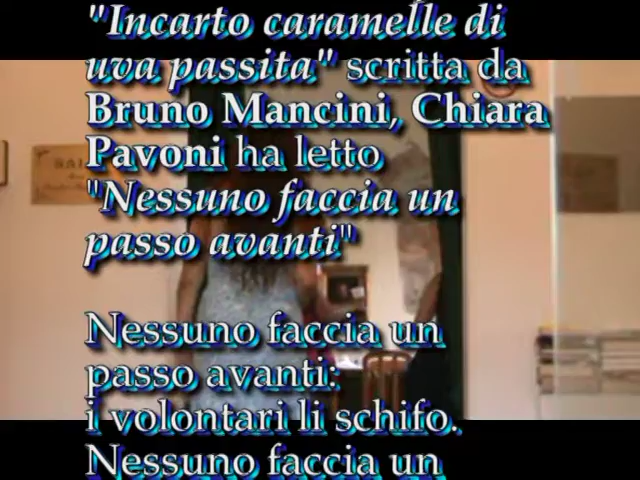 "Incarto caramelle di
uva passita" scritta da
Bruno Mancini, Chiara
Pavoni ha letto
"Nessuno faccia un
passo avanti"
Nessuno faccia un
passo avanti:
i volontari li schifo.
Nessuno faccia un